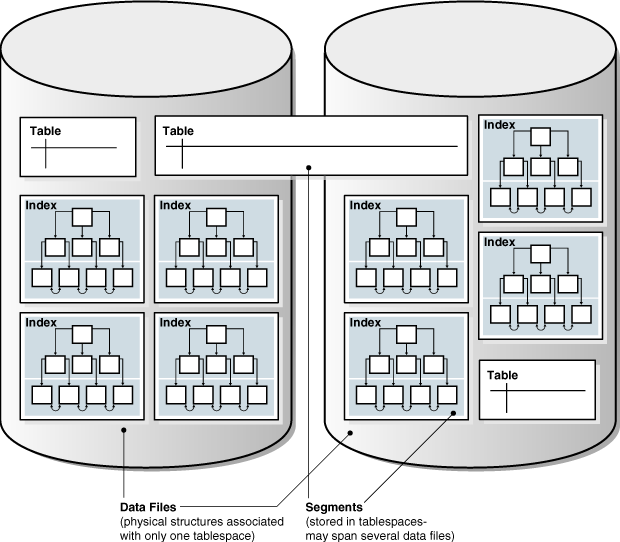 Table
Table
Index
Index
Index
Index
Index
Index
Index
Index
Table
Data Files
(physical structures associated
with only one tablespace)
Segments
(stored in tablespaces-
may span several data files)